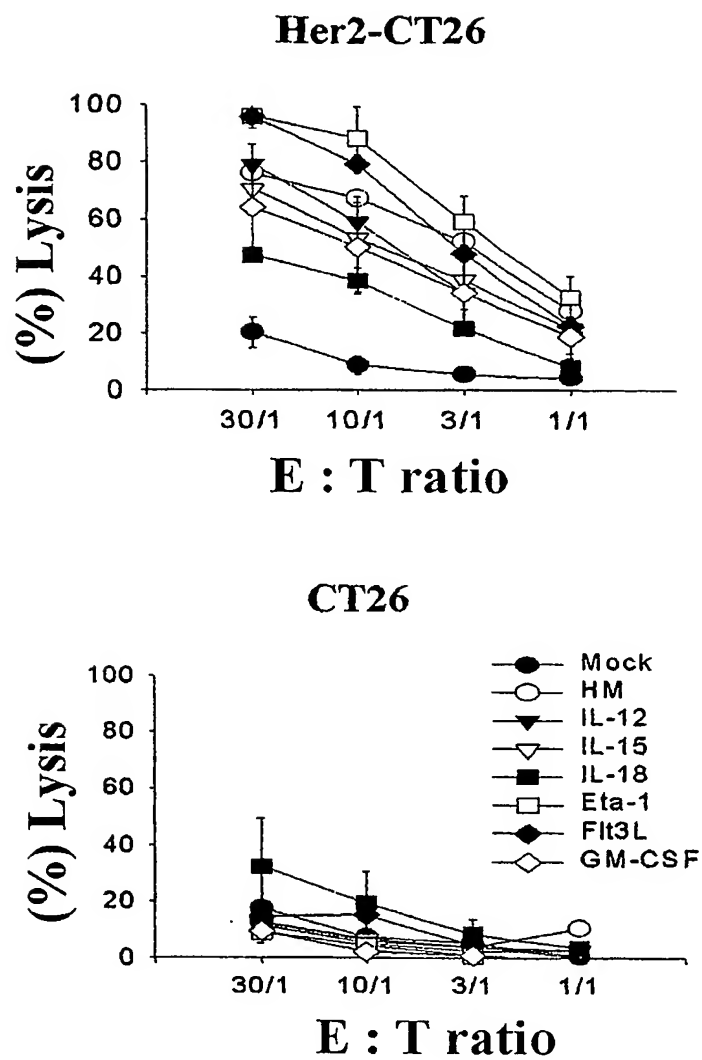 Her2-CT26
100
80
60
40
20
0
(%) Lysis
30/1 10/1 3/1 1/1
E : T ratio
CT26
100
80
60
40
20
0
(%) Lysis
Mock
HM
IL-12
IL-15
IL-18
Eta-1
Flt3L
GM-CSF
30/1 10/1 3/1 1/1
E : T ratio